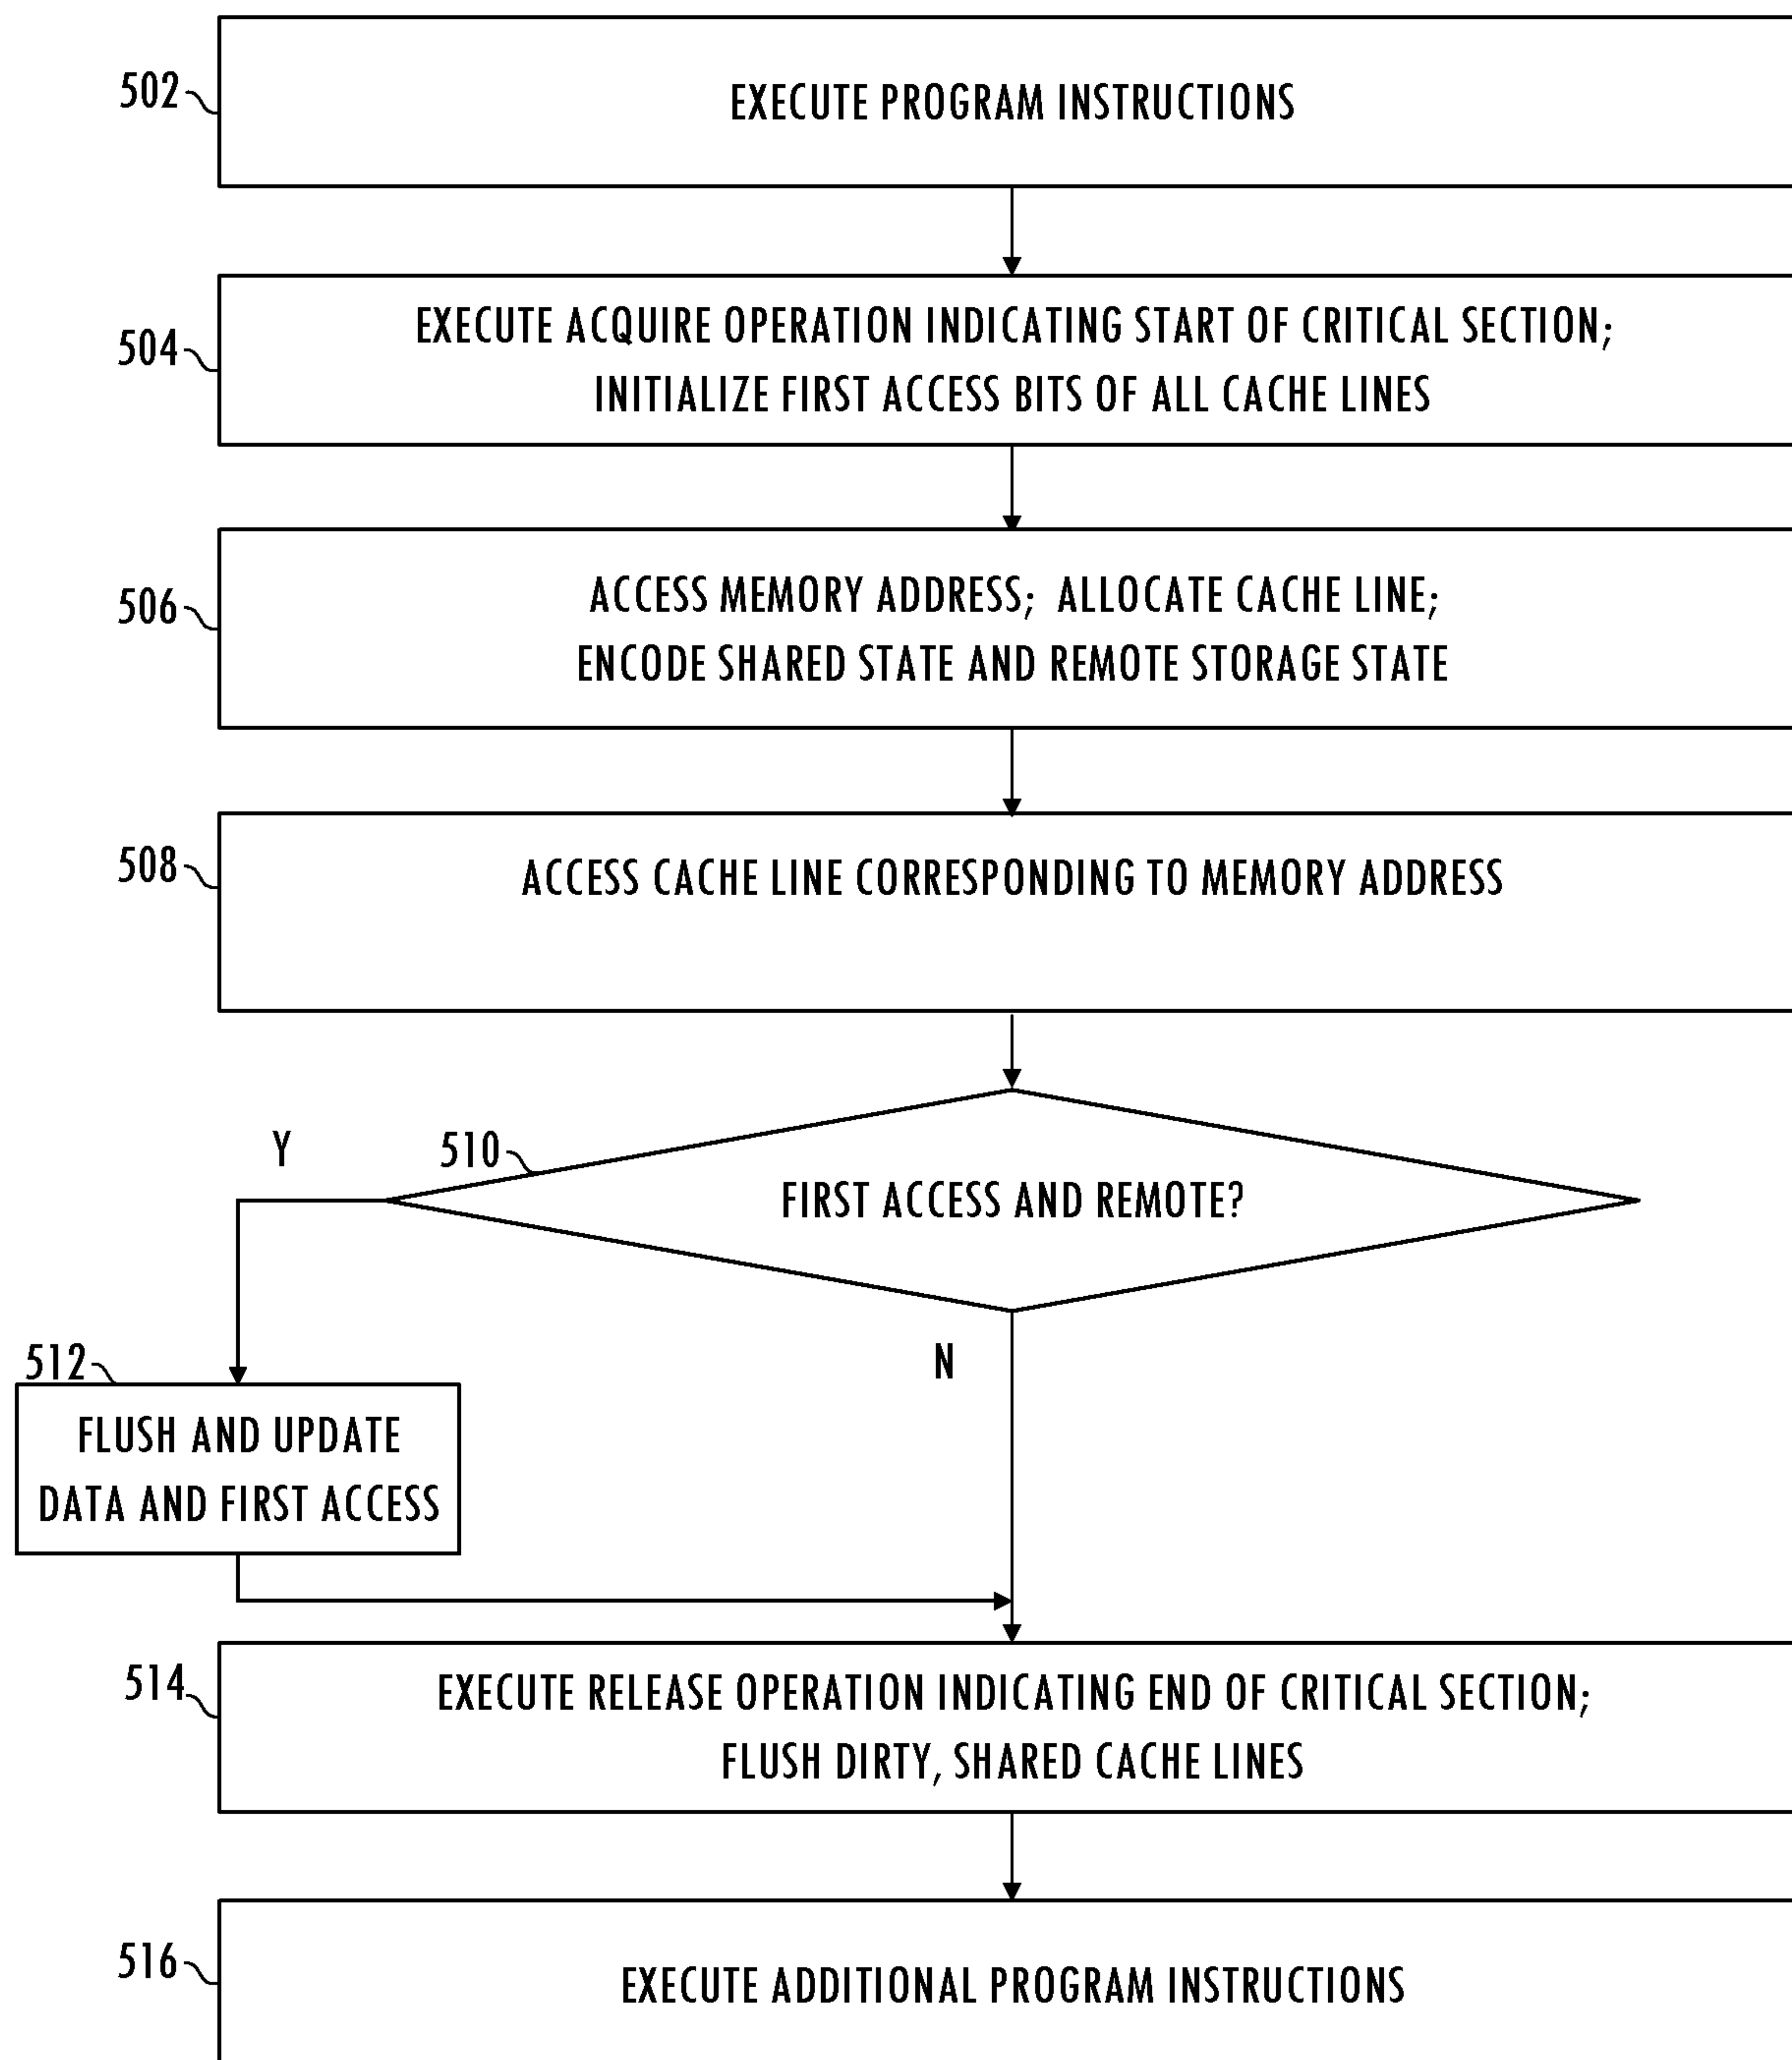 502
EXECUTE PROGRAM INSTRUCTIONS
504
EXECUTE ACQUIRE OPERATION INDICATING START OF CRITICAL SECTION;
INITIALIZE FIRST ACCESS BITS OF ALL CACHE LINES
506
ACCESS MEMORY ADDRESS; ALLOCATE CACHE LINE;
ENCODE SHARED STATE AND REMOTE STORAGE STATE
508
ACCESS CACHE LINE CORRESPONDING TO MEMORY ADDRESS
Y
510
FIRST ACCESS AND REMOTE?
N
512
FLUSH AND UPDATE
DATA AND FIRST ACCESS
514
EXECUTE RELEASE OPERATION INDICATING END OF CRITICAL SECTION;
FLUSH DIRTY, SHARED CACHE LINES
516
EXECUTE ADDITIONAL PROGRAM INSTRUCTIONS